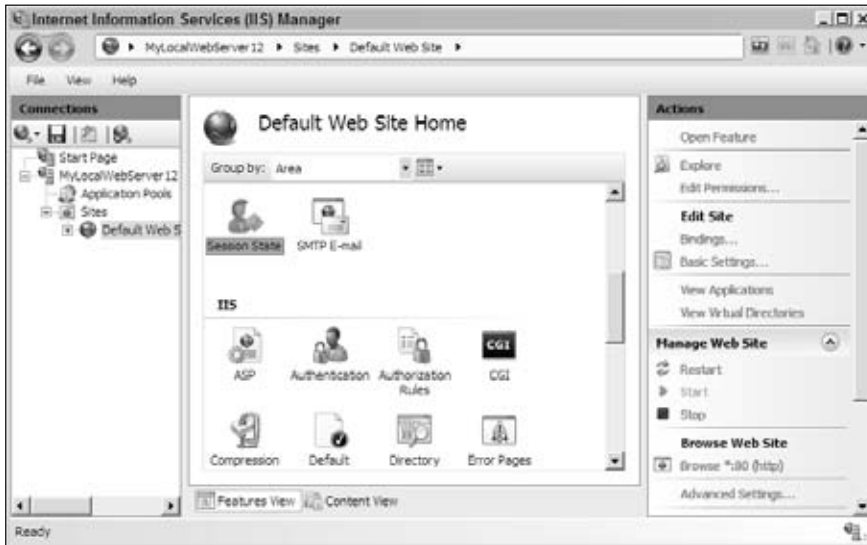 Internet Information Services (IIS) Manager
MyLocalWebServer12 Sites Default Web Site
File View Help
Connections
Start Page
MyLocalWebServer12
Application Pools
Sites
Default Web S
Default Web Site Home
Group by: Area
Session State
SMTP E-mail
IIS
ASP
Authentication
Authorization
Rules
CGI
CGI
Compression
Default
Directory
Error Pages
Features View
Content View
Actions
Open Feature
Explore
Edit Permissions...
Edit Site
Bindings...
Basic Settings...
View Applications
View Virtual Directories
Manage Web Site
Restart
Start
Stop
Browse Web Site
Browse *:80 (http)
Advanced Settings...
Ready